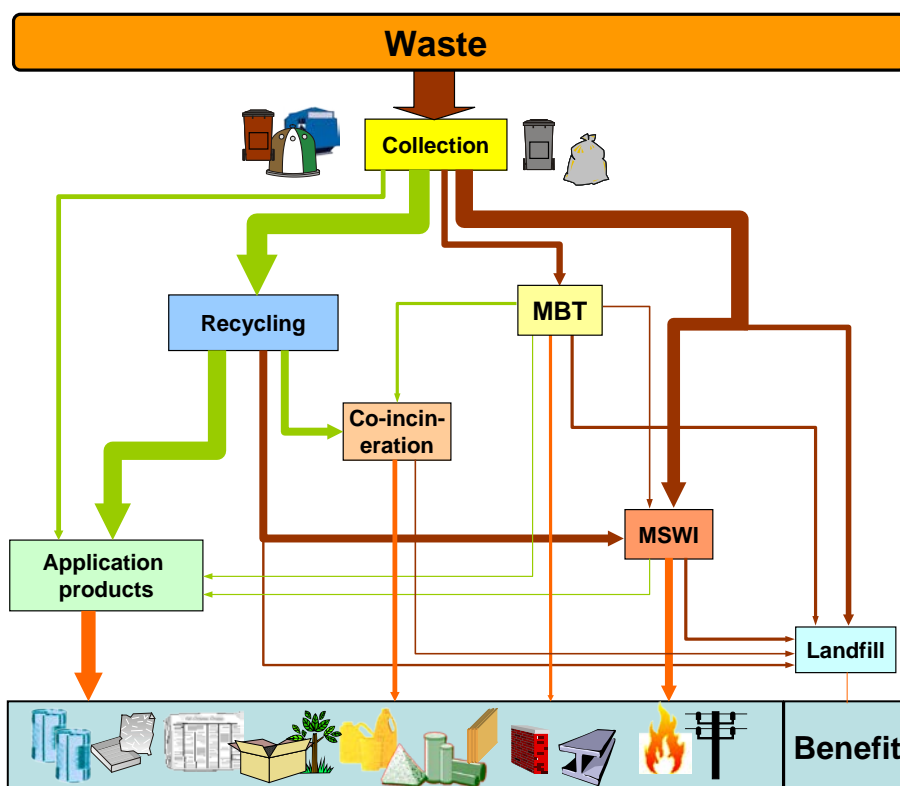 Waste
Collection
Recycling
MBT
Co-incin-
eration
MSWI
Application
products
Landfill
Benefit